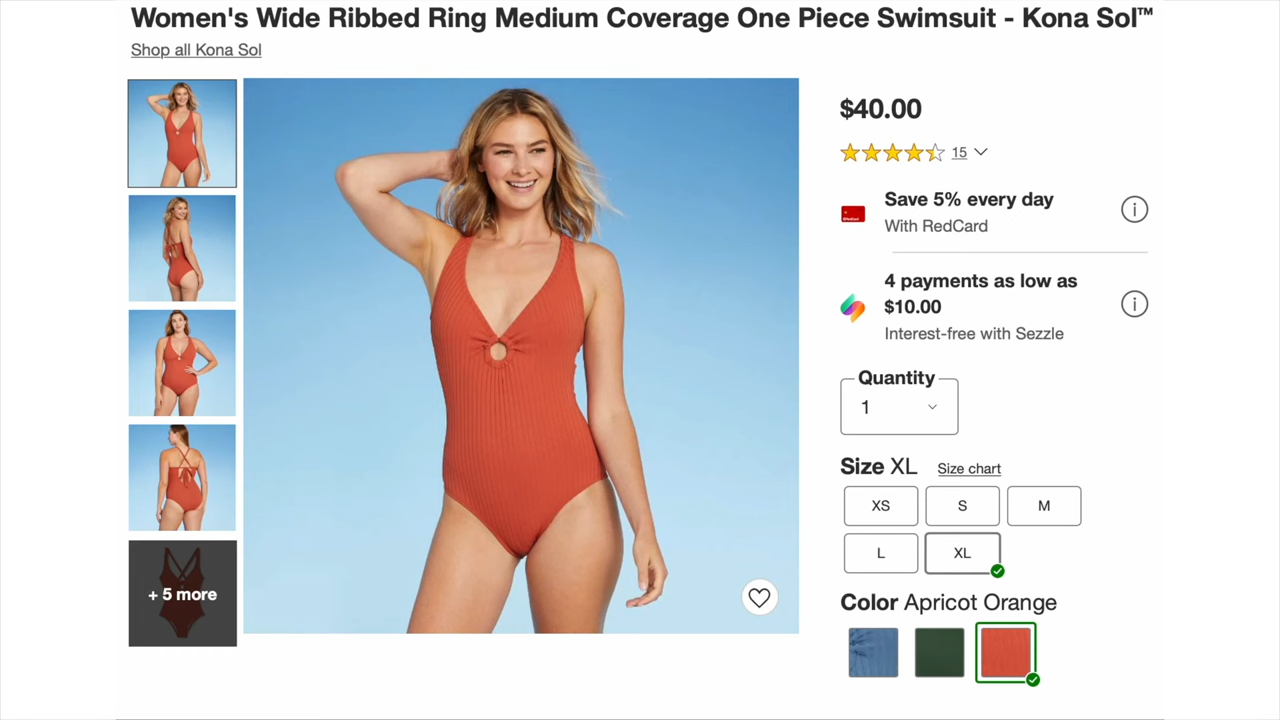 Women's Wide Ribbed Ring Medium Coverage One Piece Swimsuit - Kona Sol™
Shop all Kona Sol
+ 5 more
$40.00
15
Save 5% every day
With RedCard
4 payments as low as
$10.00
Interest-free with Sezzle
Quantity
1
Size XL Size chart
XS S M
L XL
Color Apricot Orange